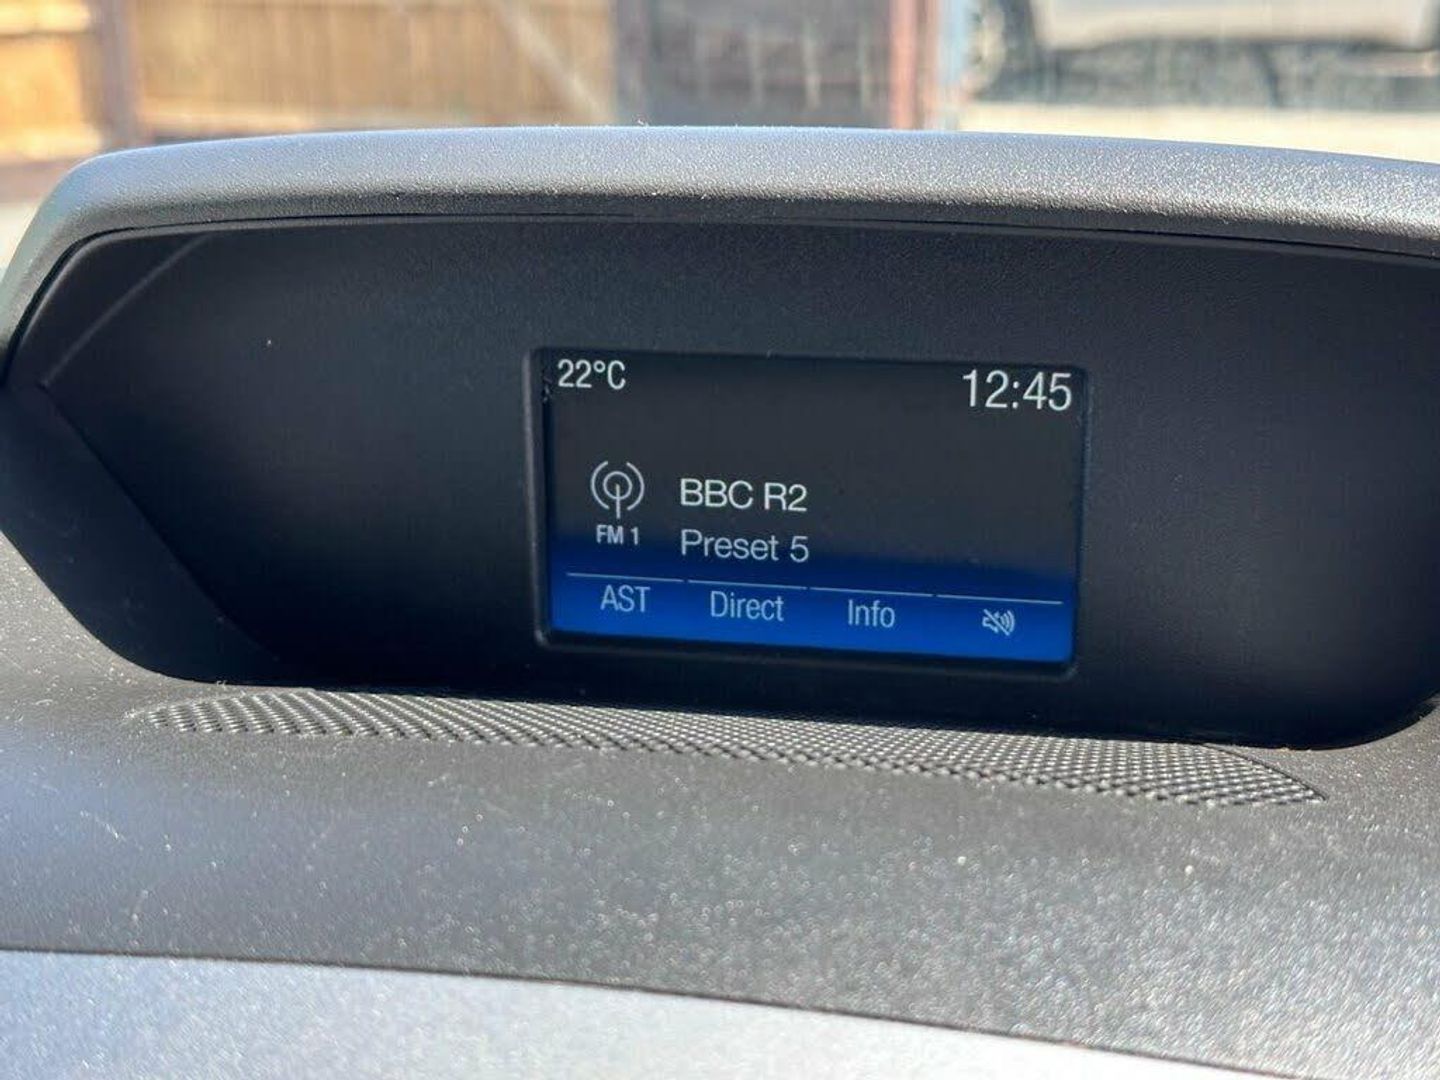 22°C 12:45
BBC R2
FM 1 Preset 5
AST Direct Info